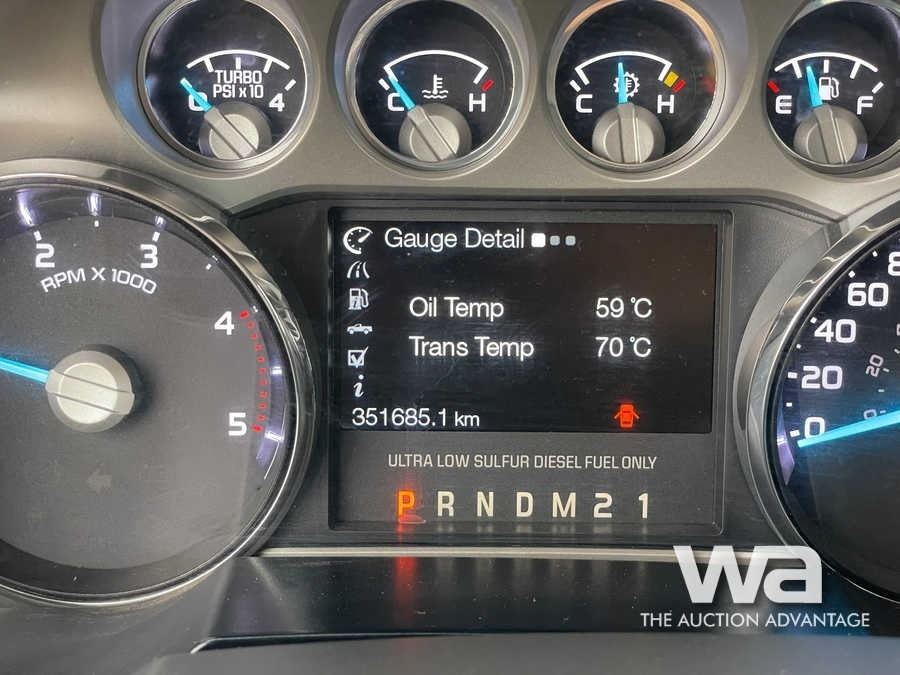 TURBO
PSI x 10
0 4
C H
C H
E F
2 3
RPM X 1000
4
5
Gauge Detail
Oil Temp 59 °C
Trans Temp 70 °C
351685.1 km
ULTRA LOW SULFUR DIESEL FUEL ONLY
P R N D M 2 1
60
40
20
0
20
0
wa
THE AUCTION ADVANTAGE